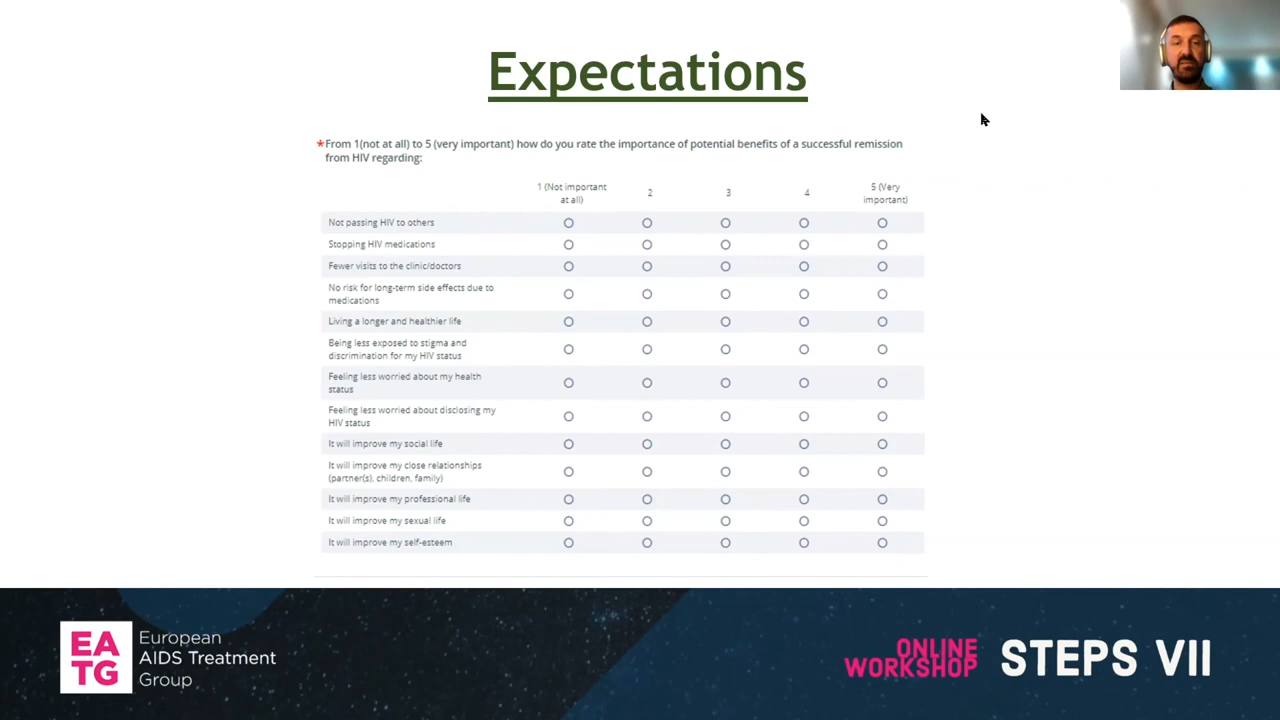 Expectations
*From 1(not at all) to 5 (very important) how do you rate the importance of potential benefits of a successful remission
from HIV regarding:
1 (Not important
at all)
2
3
4
5 (Very
important)
Not passing HIV to others
Stopping HIV medications
Fewer visits to the clinic/doctors
No risk for long-term side effects due to
medications
Living a longer and healthier life
Being less exposed to stigma and
discrimination for my HIV status
Feeling less worried about my health
status
Feeling less worried about disclosing my
HIV status
It will improve my social life
It will improve my close relationships
(partner(s), children, family)
It will improve my professional life
It will improve my sexual life
It will improve my self-esteem
EA
TG
European
AIDS Treatment
Group
ONLINE
WORKSHOP
STEPS VII